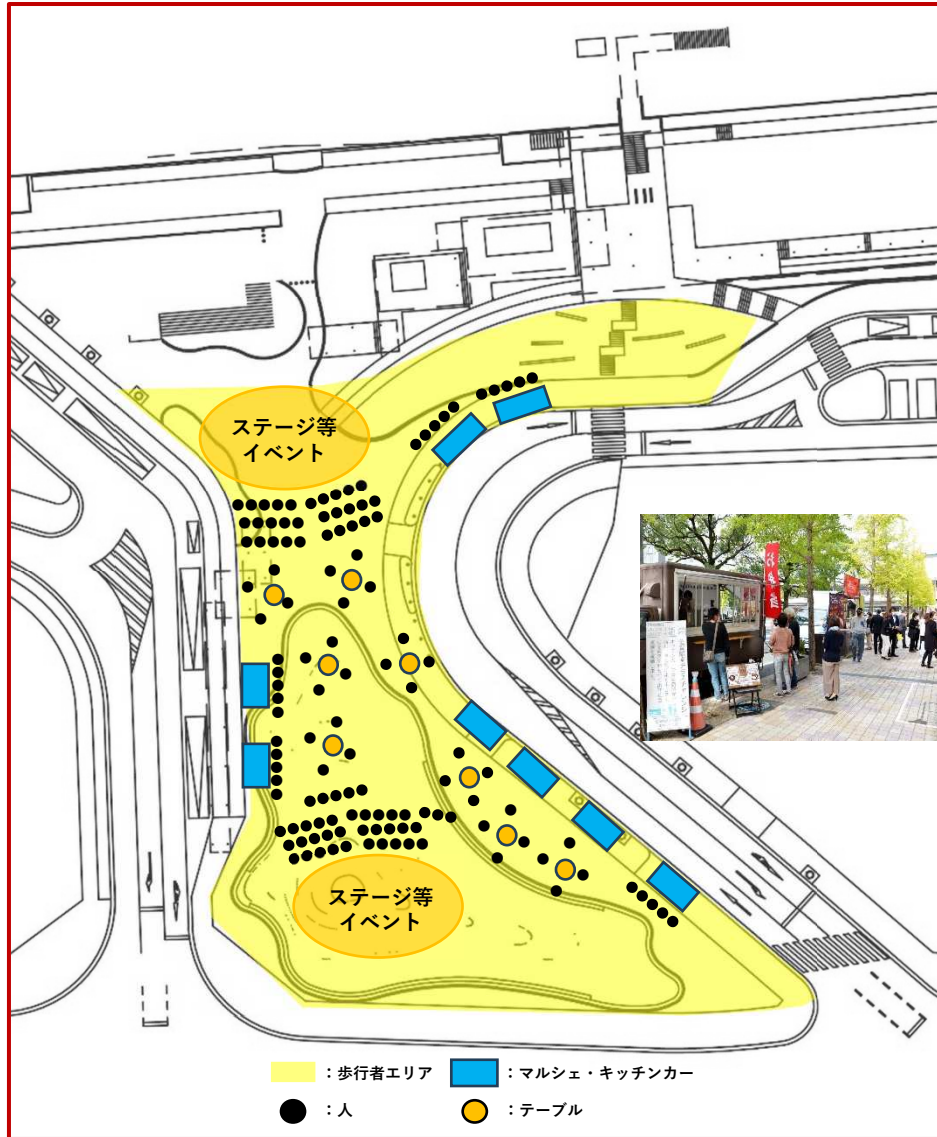 ステージ等
イベント
ステージ等
イベント
：歩行者エリア
：マルシェ・キッチンカー
：人
：テーブル